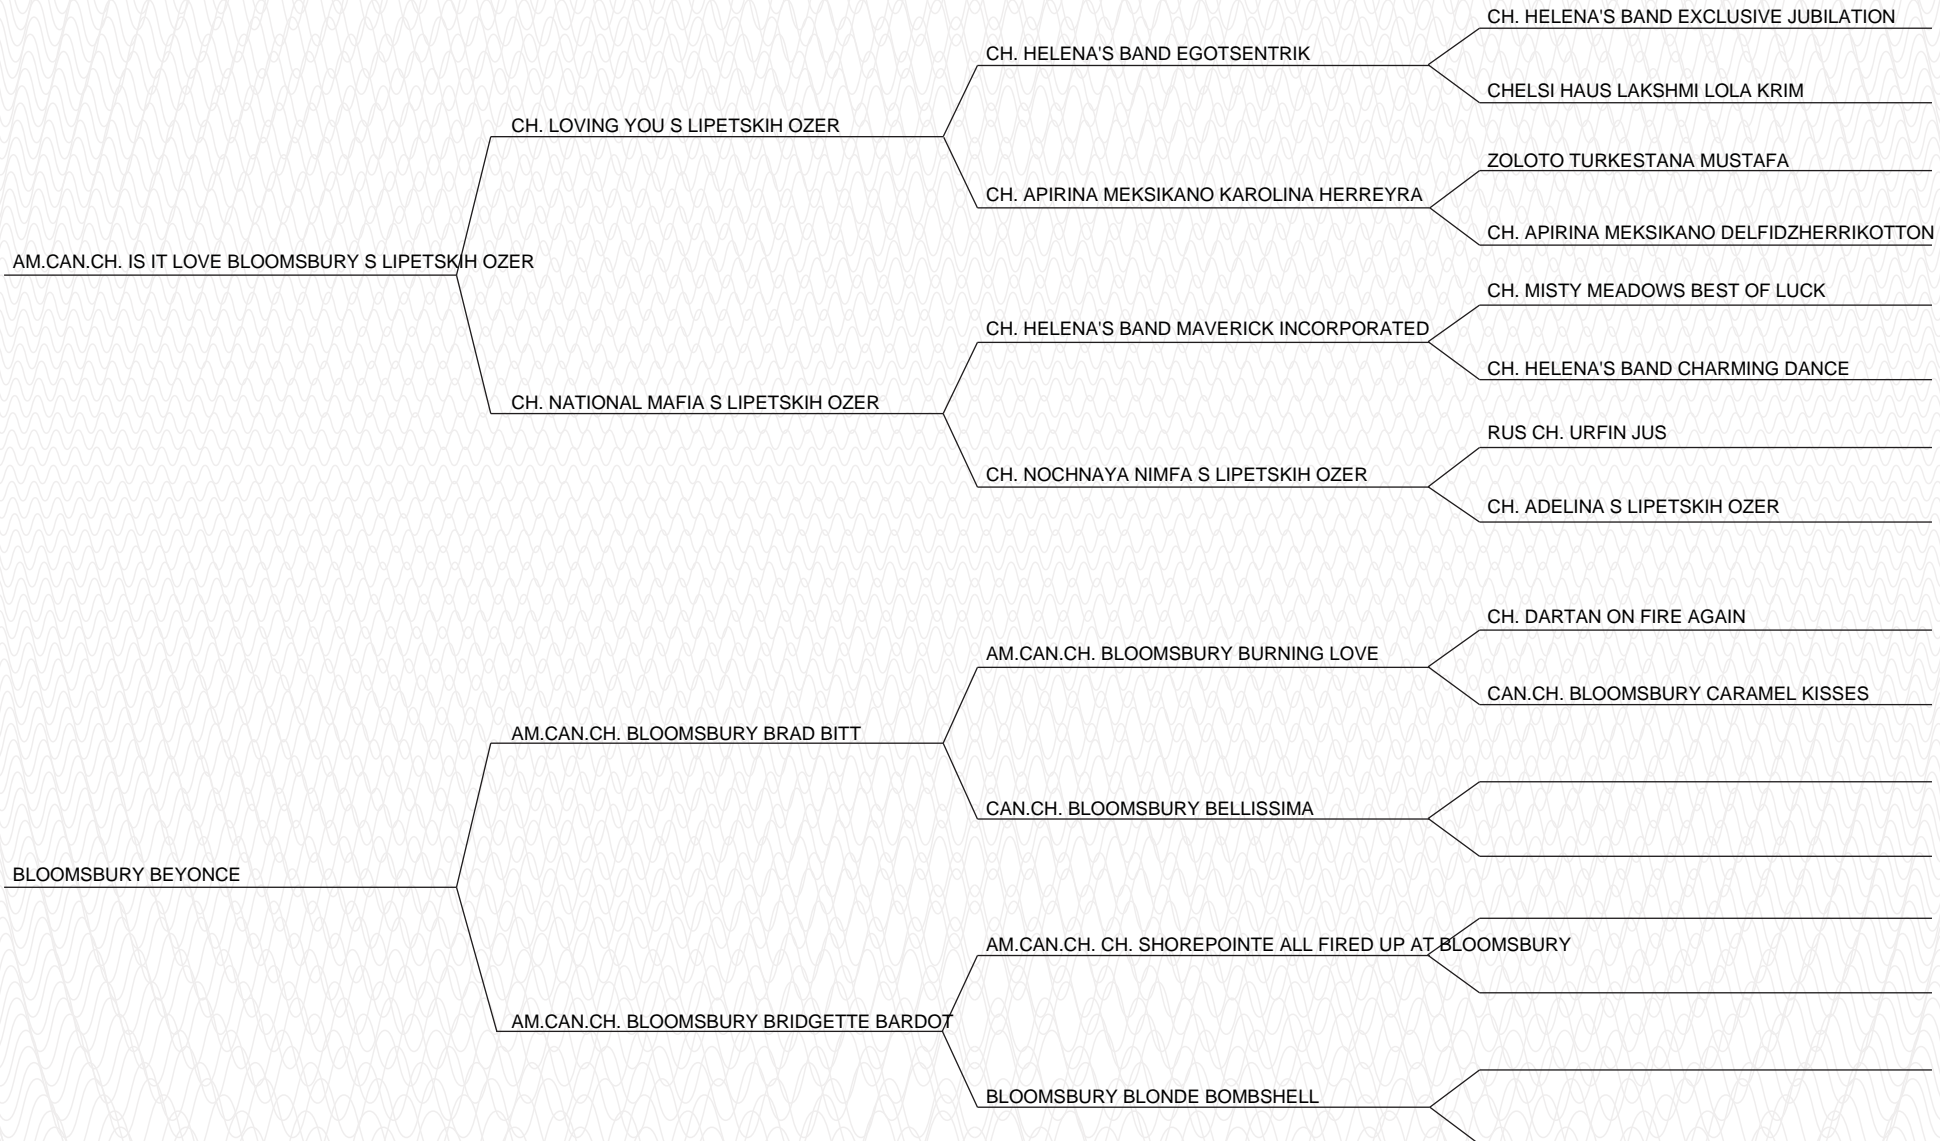 CH. HELENA'S BAND EXCLUSIVE JUBILATION
CH. HELENA'S BAND EGOTSENTRIK
CHELSI HAUS LAKSHMI LOLA KRIM
CH. LOVING YOU S LIPETSKIH OZER
ZOLOTO TURKESTANA MUSTAFA
CH. APIRINA MEKSIKANO KAROLINA HERREYRA
CH. APIRINA MEKSIKANO DELFIDZHERRIKOTTON
AM.CAN.CH. IS IT LOVE BLOOMSBURY S LIPETSKIH OZER
CH. MISTY MEADOWS BEST OF LUCK
CH. HELENA'S BAND MAVERICK INCORPORATED
CH. HELENA'S BAND CHARMING DANCE
CH. NATIONAL MAFIA S LIPETSKIH OZER
RUS CH. URFIN JUS
CH. NOCHNAYA NIMFA S LIPETSKIH OZER
CH. ADELINA S LIPETSKIH OZER
CH. DARTAN ON FIRE AGAIN
AM.CAN.CH. BLOOMSBURY BURNING LOVE
CAN.CH. BLOOMSBURY CARAMEL KISSES
AM.CAN.CH. BLOOMSBURY BRAD BITT
CAN.CH. BLOOMSBURY BELLISSIMA
BLOOMSBURY BEYONCE
AM.CAN.CH. CH. SHOREPOINTE ALL FIRED UP AT BLOOMSBURY
AM.CAN.CH. BLOOMSBURY BRIDGETTE BARDOT
BLOOMSBURY BLONDE BOMBSHELL